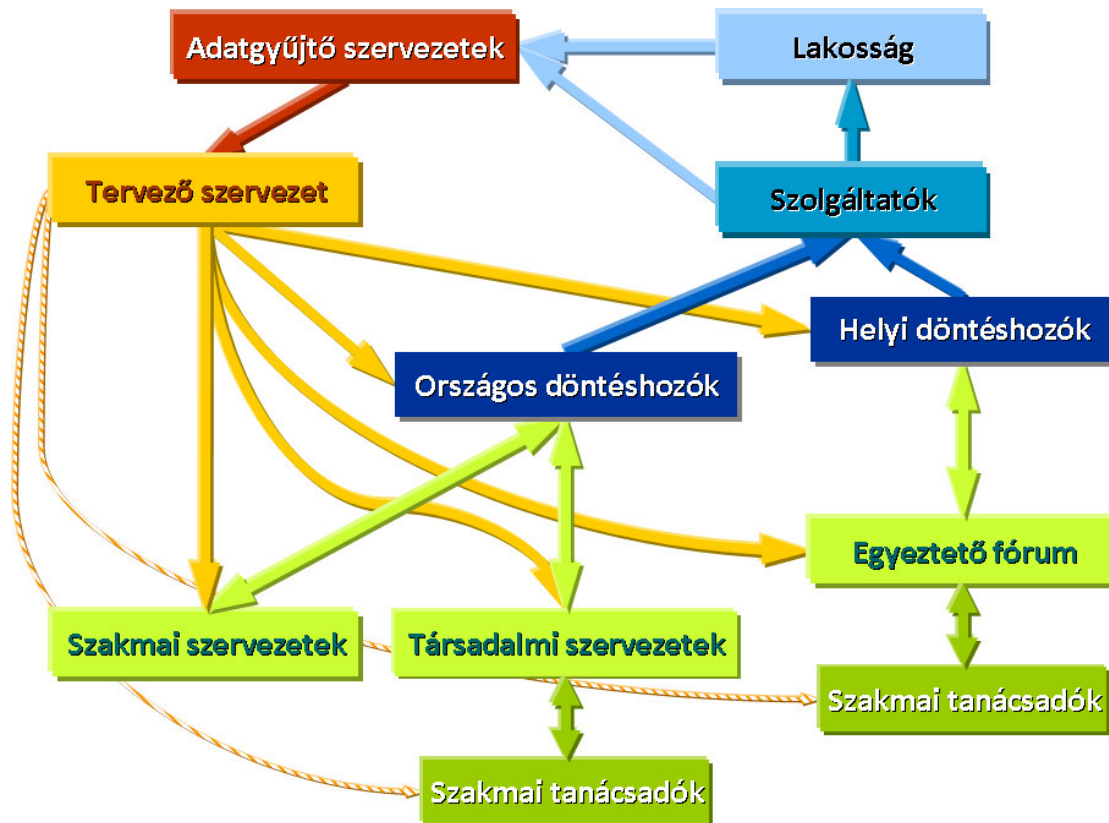 Adatgyűjtő szervezetek
Lakosság
Tervező szervezet
Szolgáltatók
Helyi döntéshozók
Országos döntéshozók
Egyeztető fórum
Szakmai szervezetek
Társadalmi szervezetek
Szakmai tanácsadók
Szakmai tanácsadók